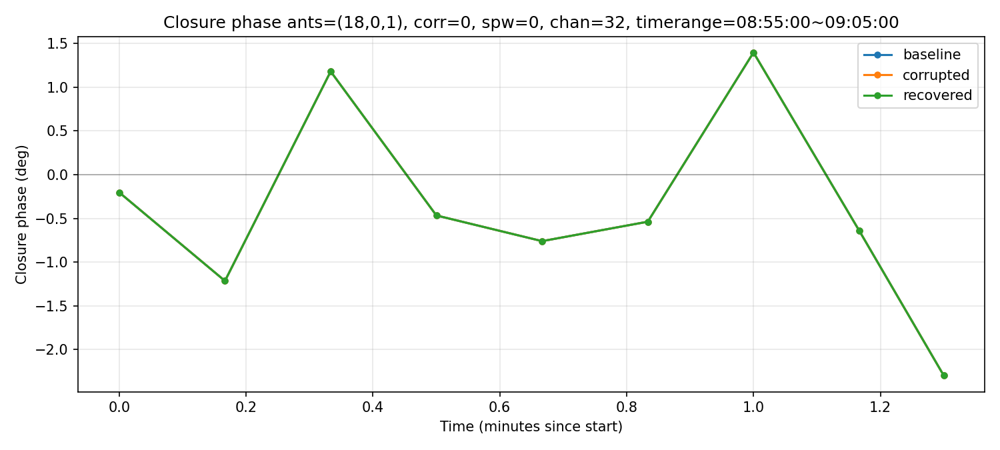 Closure phase ants=(18,0,1), corr=0, spw=0, chan=32, timerange=08:55:00~09:05:00
baseline
corrupted
recovered
Closure phase (deg)
1.5
1.0
0.5
0.0
−0.5
−1.0
−1.5
−2.0
0.0 0.2 0.4 0.6 0.8 1.0 1.2
Time (minutes since start)